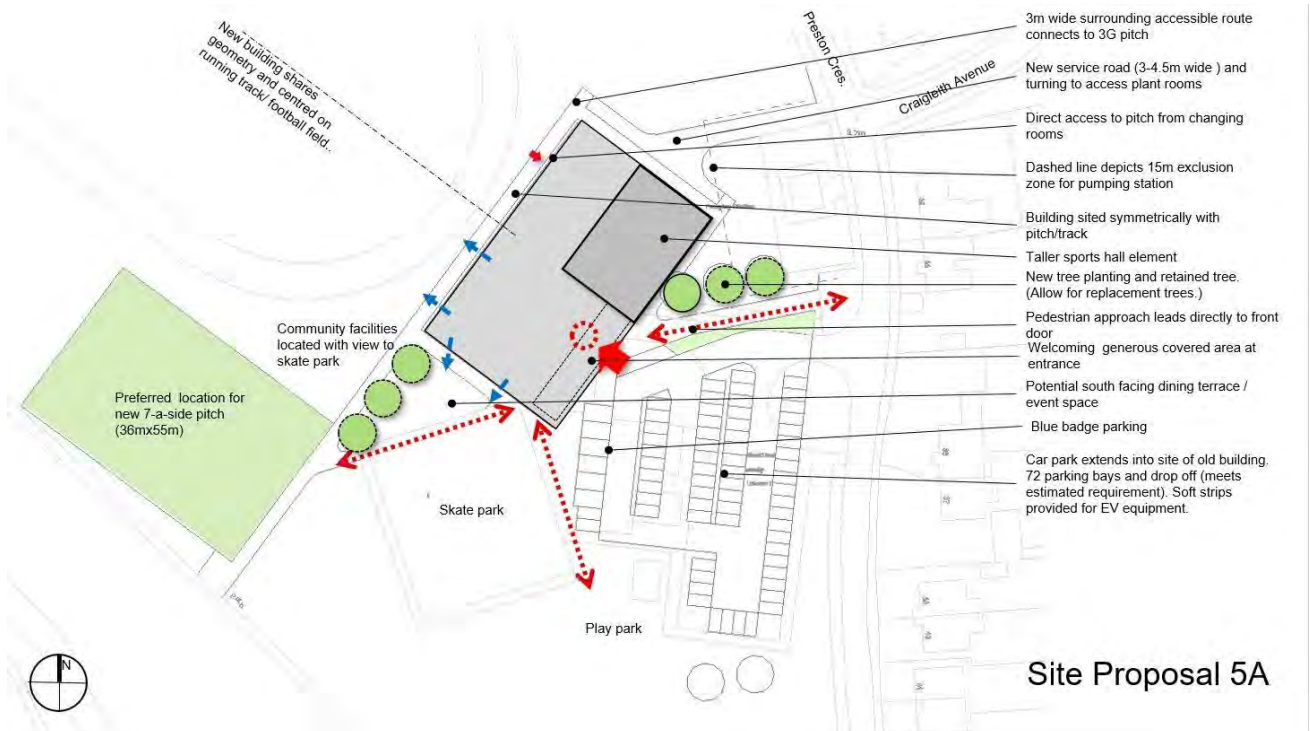 New building shares
geometry and centred on
running track/ football field..
Preston Cres.
Craigleith Avenue
3m wide surrounding accessible route
connects to 3G pitch
New service road (3-4.5m wide ) and
turning to access plant rooms
Direct access to pitch from changing
rooms
Dashed line depicts 15m exclusion
zone for pumping station
Building sited symmetrically with
pitch/track
Taller sports hall element
New tree planting and retained tree.
(Allow for replacement trees.)
Pedestrian approach leads directly to front
door
Welcoming generous covered area at
entrance
Potential south facing dining terrace /
event space
Blue badge parking
Car park extends into site of old building.
72 parking bays and drop off (meets
estimated requirement). Soft strips
provided for EV equipment.
Community facilities
located with view to
skate park
Preferred location for
new 7-a-side pitch
(36mx55m)
Skate park
Play park
N
Site Proposal 5A